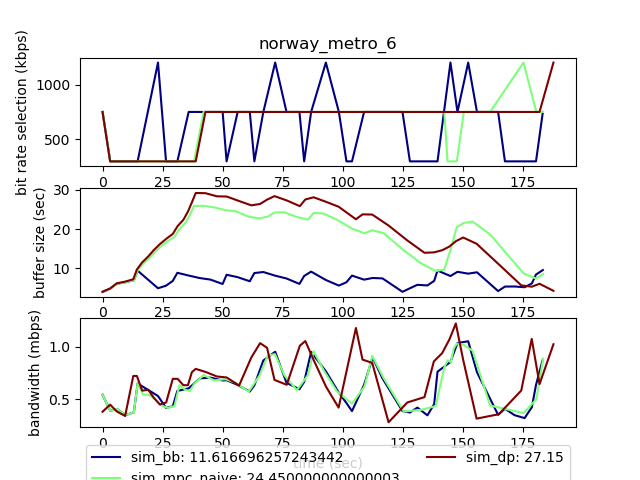 norway_metro_6
bit rate selection (kbps)
1000
500
0 25 50 75 100 125 150 175
buffer size (sec)
30
20
10
0 25 50 75 100 125 150 175
bandwidth (mbps)
1.0
0.5
0 25 50 75 100 125 150 175
time (sec)
sim_bb: 11.616696257243442 sim_dp: 27.15
sim_mpc_naive: 24.450000000000003